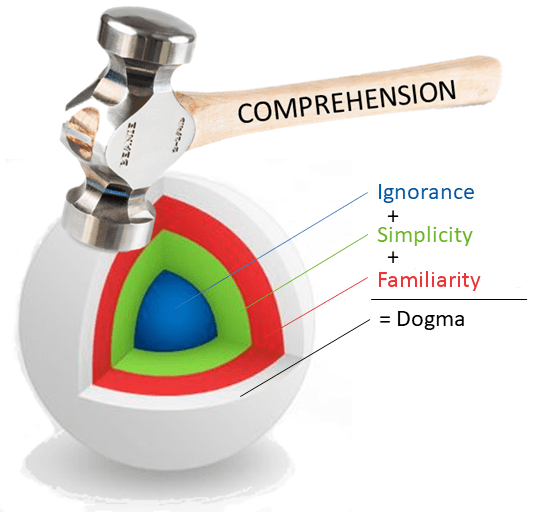 COMPREHENSION
Ignorance
+
Simplicity
+
Familiarity
= Dogma